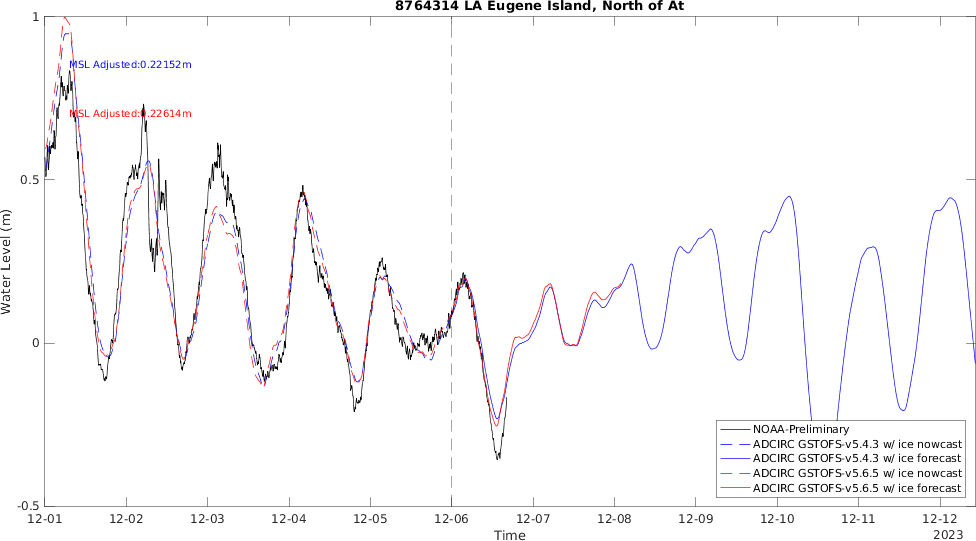 8764314 LA Eugene Island, North of At
Water Level (m)
1
0.5
0
-0.5
MSL Adjusted:0.22152m
MSL Adjusted:0.22614m
NOAA-Preliminary
ADCIRC GSTOFS-v5.4.3 w/ ice nowcast
ADCIRC GSTOFS-v5.4.3 w/ ice forecast
ADCIRC GSTOFS-v5.6.5 w/ ice nowcast
ADCIRC GSTOFS-v5.6.5 w/ ice forecast
12-01 12-02 12-03 12-04 12-05 12-06 12-07 12-08 12-09 12-10 12-11 12-12
Time
2023